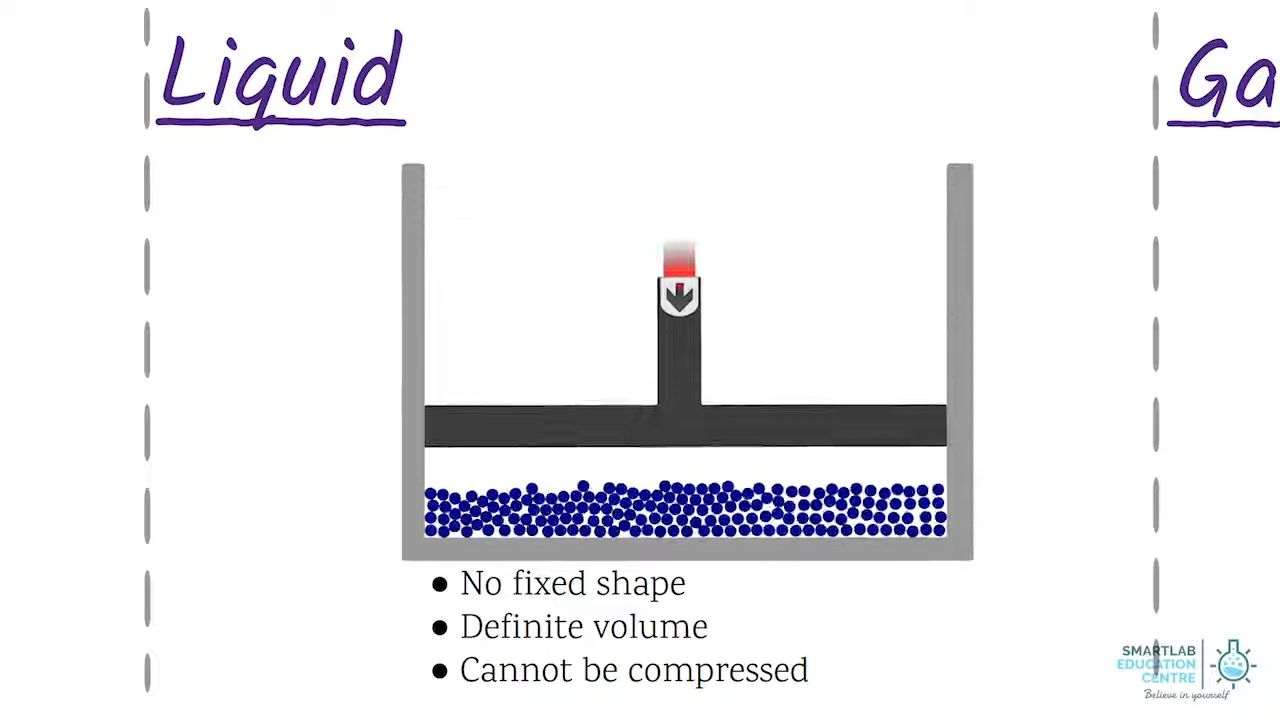 Liquid
Ga
● No fixed shape
● Definite volume
● Cannot be compressed
SMARTLAB
EDUCATION
CENTRE
Believe in yourself